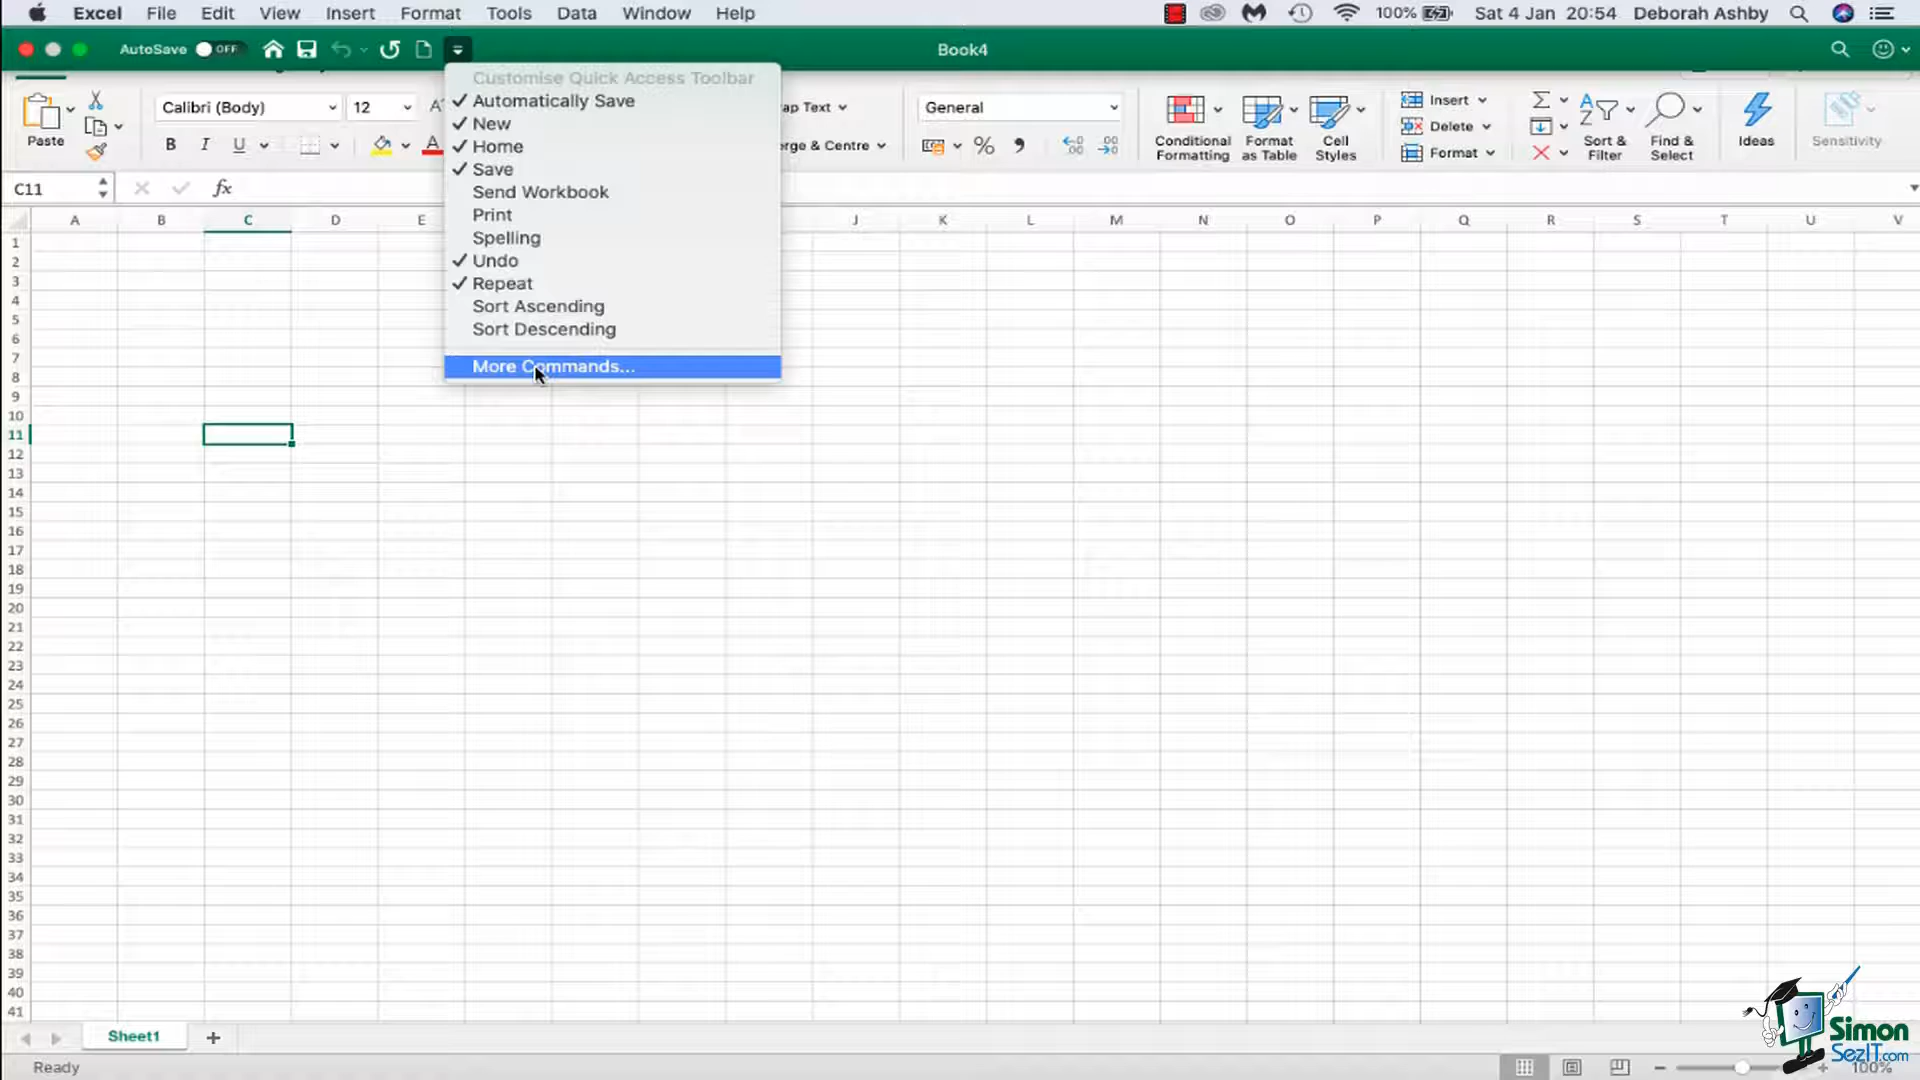 Excel File Edit View Insert Format Tools Data Window Help 100% Sat 4 Jan 20:54 Deborah Ashby
AutoSave OFF Book4
Customise Quick Access Toolbar
Automatically Save
New
Home
Save
Send Workbook
Print
Spelling
Undo
Repeat
Sort Ascending
Sort Descending
More Commands...
Paste
Calibri (Body) 12
B I U A
ap Text
erge & Centre
General
%
Conditional Formatting
Format as Table
Cell Styles
Insert
Delete
Format
Sort & Filter
Find & Select
Ideas
Sensitivity
C11 fx
A B C D E J K L M N O P Q R S T U V
1
2
3
4
5
6
7
8
9
10
11
12
13
14
15
16
17
18
19
20
21
22
23
24
25
26
27
28
29
30
31
32
33
34
35
36
37
38
39
40
41
Sheet1 +
Ready 100%
Simon
SezIT.com